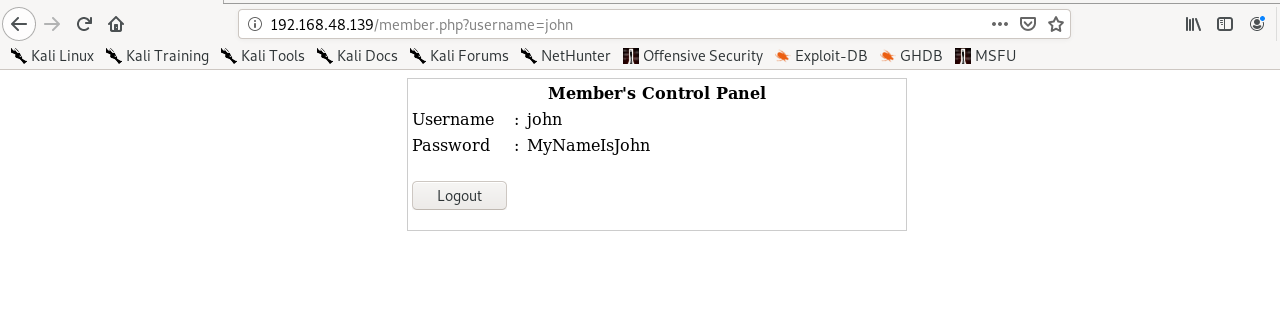 192.168.48.139/member.php?username=john
Kali Linux Kali Training Kali Tools Kali Docs Kali Forums NetHunter Offensive Security Exploit-DB GHDB MSFU
Member's Control Panel
Username : john
Password : MyNameIsJohn
Logout